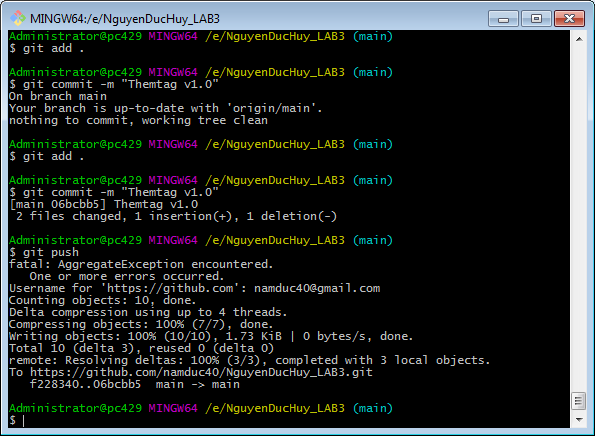 MINGW64:/e/NguyenDucHuy_LAB3
Administrator@pc429 MINGW64 /e/NguyenDucHuy_LAB3 (main)
$ git add .
Administrator@pc429 MINGW64 /e/NguyenDucHuy_LAB3 (main)
$ git commit -m "Themtag v1.0"
On branch main
Your branch is up-to-date with 'origin/main'.
nothing to commit, working tree clean
Administrator@pc429 MINGW64 /e/NguyenDucHuy_LAB3 (main)
$ git add .
Administrator@pc429 MINGW64 /e/NguyenDucHuy_LAB3 (main)
$ git commit -m "Themtag v1.0"
[main 06bcbb5] Themtag v1.0
 2 files changed, 1 insertion(+), 1 deletion(-)
Administrator@pc429 MINGW64 /e/NguyenDucHuy_LAB3 (main)
$ git push
fatal: AggregateException encountered.
   One or more errors occurred.
Username for 'https://github.com': namduc40@gmail.com
Counting objects: 10, done.
Delta compression using up to 4 threads.
Compressing objects: 100% (7/7), done.
Writing objects: 100% (10/10), 1.73 KiB | 0 bytes/s, done.
Total 10 (delta 3), reused 0 (delta 0)
remote: Resolving deltas: 100% (3/3), completed with 3 local objects.
To https://github.com/namduc40/NguyenDucHuy_LAB3.git
   f228340..06bcbb5  main -> main
Administrator@pc429 MINGW64 /e/NguyenDucHuy_LAB3 (main)
$